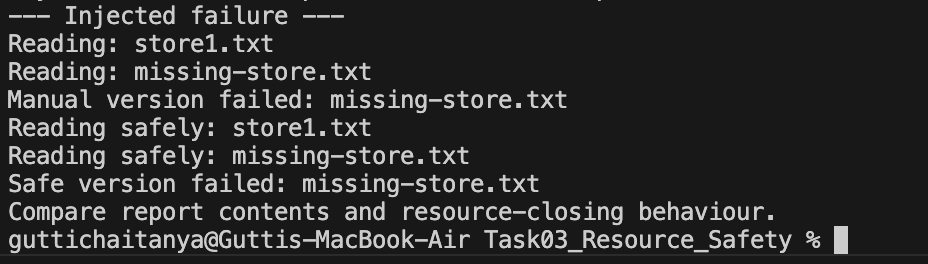 --- Injected failure ---
Reading: store1.txt
Reading: missing-store.txt
Manual version failed: missing-store.txt
Reading safely: store1.txt
Reading safely: missing-store.txt
Safe version failed: missing-store.txt
Compare report contents and resource-closing behaviour.
guttichaitanya@Guttis-MacBook-Air Task03_Resource_Safety %